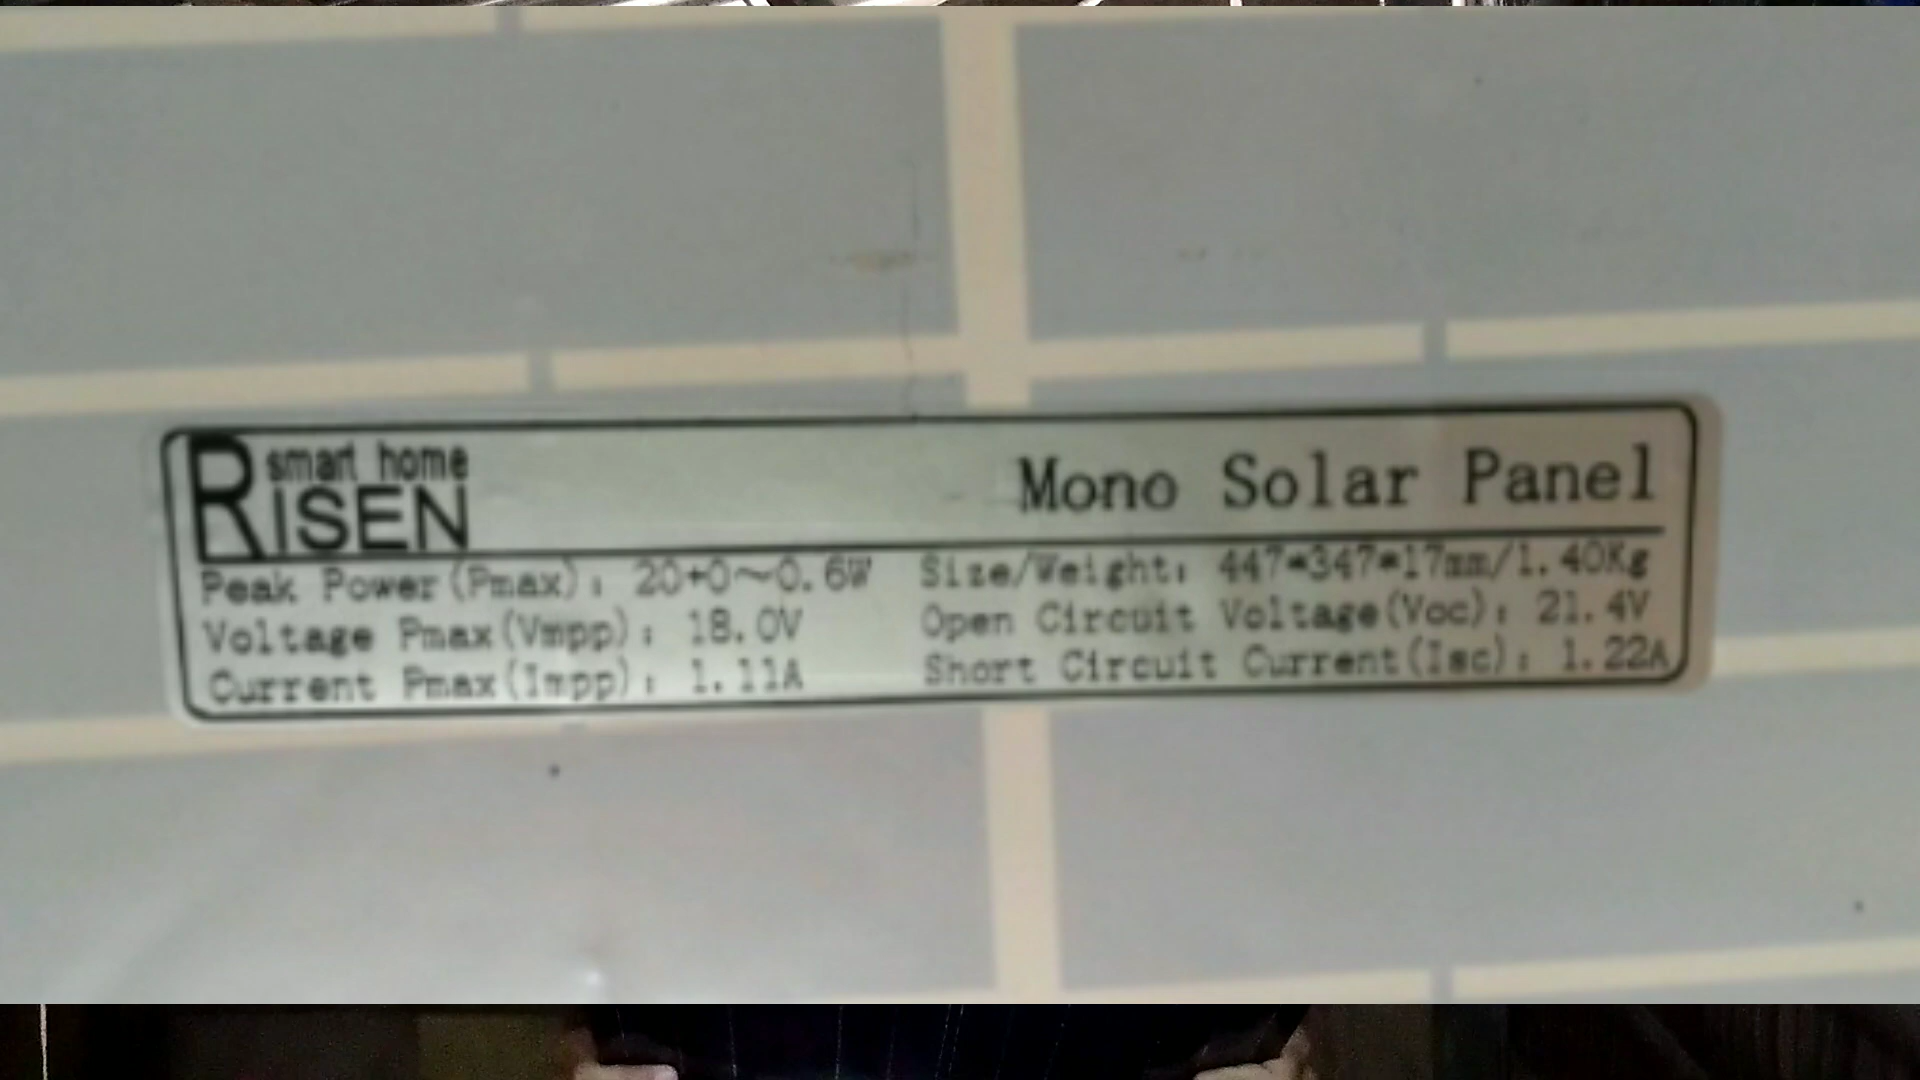 smart home
RISEN
Mono Solar Panel
Peak Power(Pmax): 20+0~0.6W
Voltage Pmax(Vmpp): 18.0V
Current Pmax(Impp): 1.11A
Size/Weight: 447*347*17mm/1.40Kg
Open Circuit Voltage(Voc): 21.4V
Short Circuit Current(Isc): 1.22A